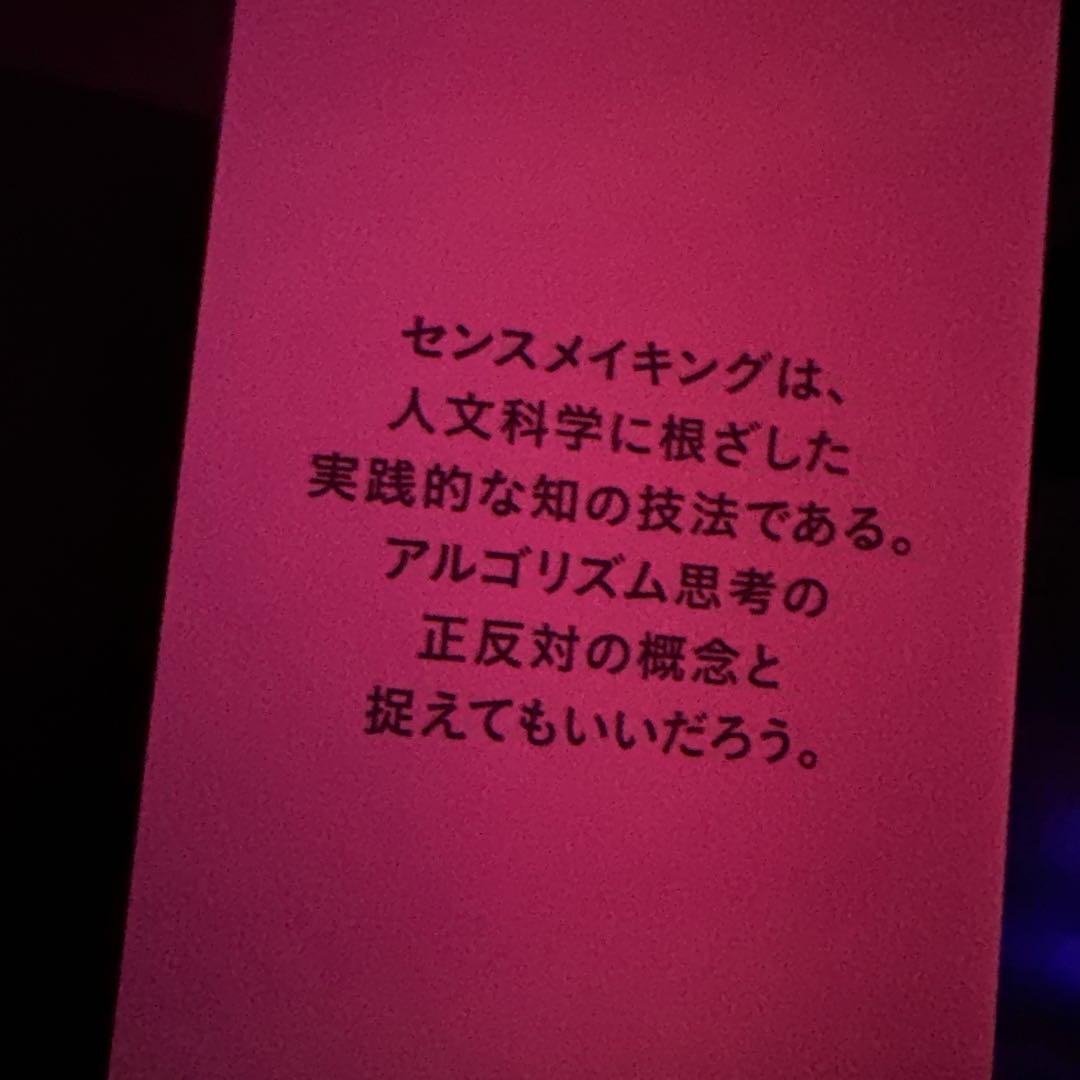 センスメイキングは、
人文科学に根ざした
実践的な知の技法である。
アルゴリズム思考の
正反対の概念と
捉えてもいいだろう。